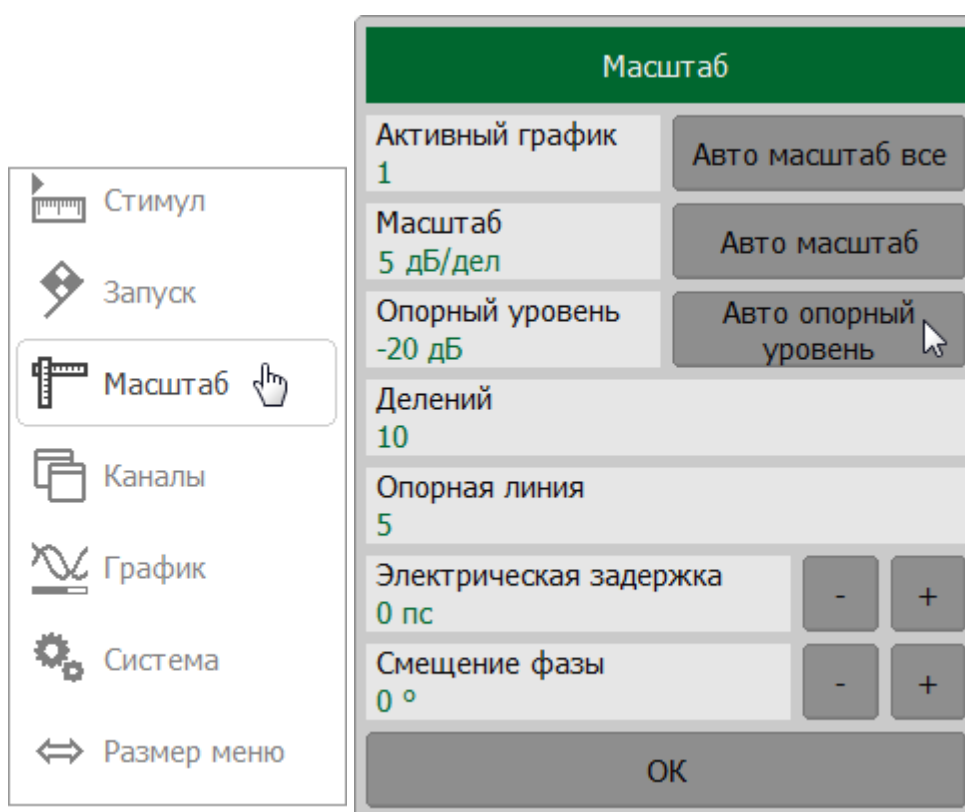 Стимул
Запуск
Масштаб
Каналы
График
Система
Размер меню
Масштаб
Активный график
1
Авто масштаб все
Масштаб
5 дБ/дел
Авто масштаб
Опорный уровень
-20 дБ
Авто опорный
уровень
Делений
10
Опорная линия
5
Электрическая задержка
0 пс
-
+
Смещение фазы
0 °
-
+
ОК